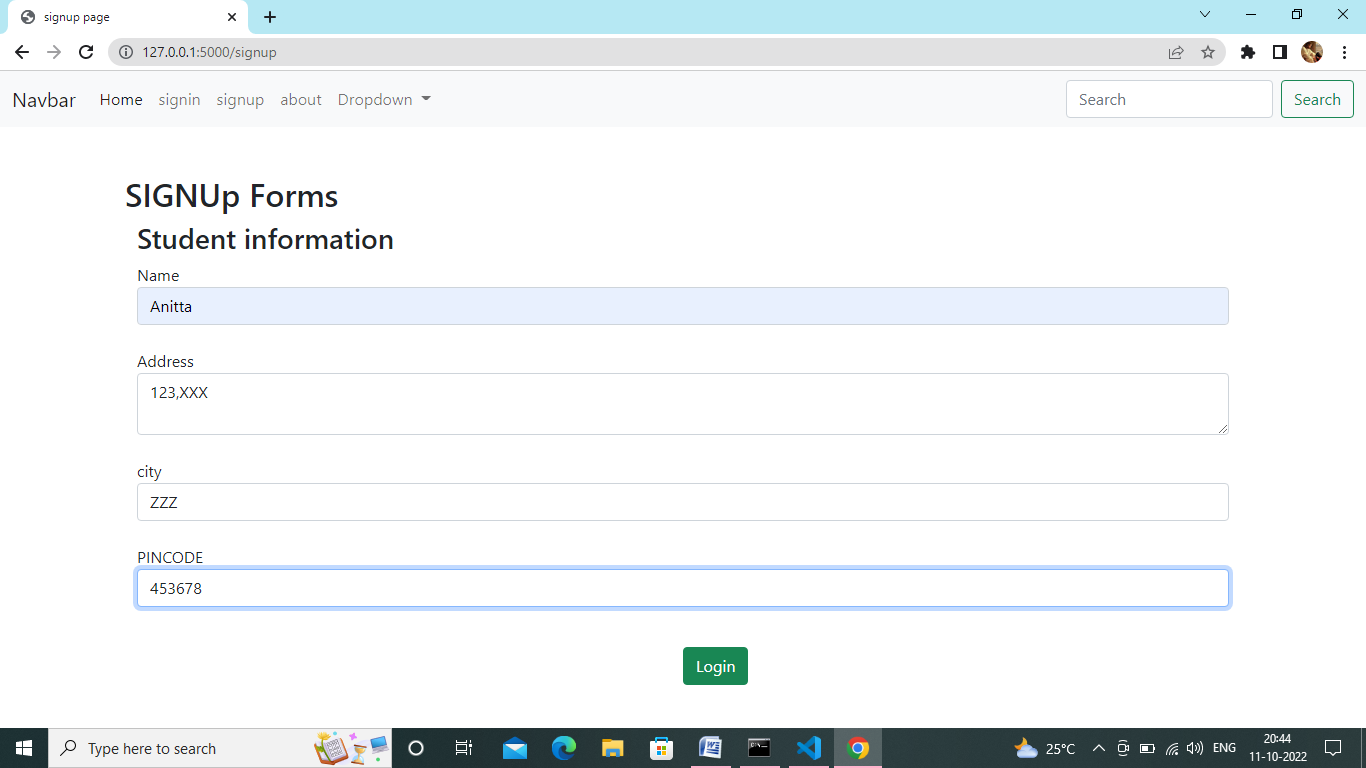 signup page
127.0.0.1:5000/signup
Navbar Home signin signup about Dropdown Search Search
SIGNUp Forms
Student information
Name
Anitta
Address
123,XXX
city
ZZZ
PINCODE
453678
Login
Type here to search 25°C ENG 20:44
11-10-2022